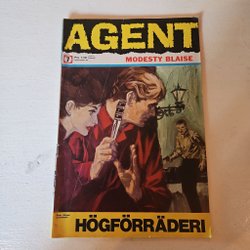 AGENT
MODESTY BLAISE
HÖGFÖRRÄDERI